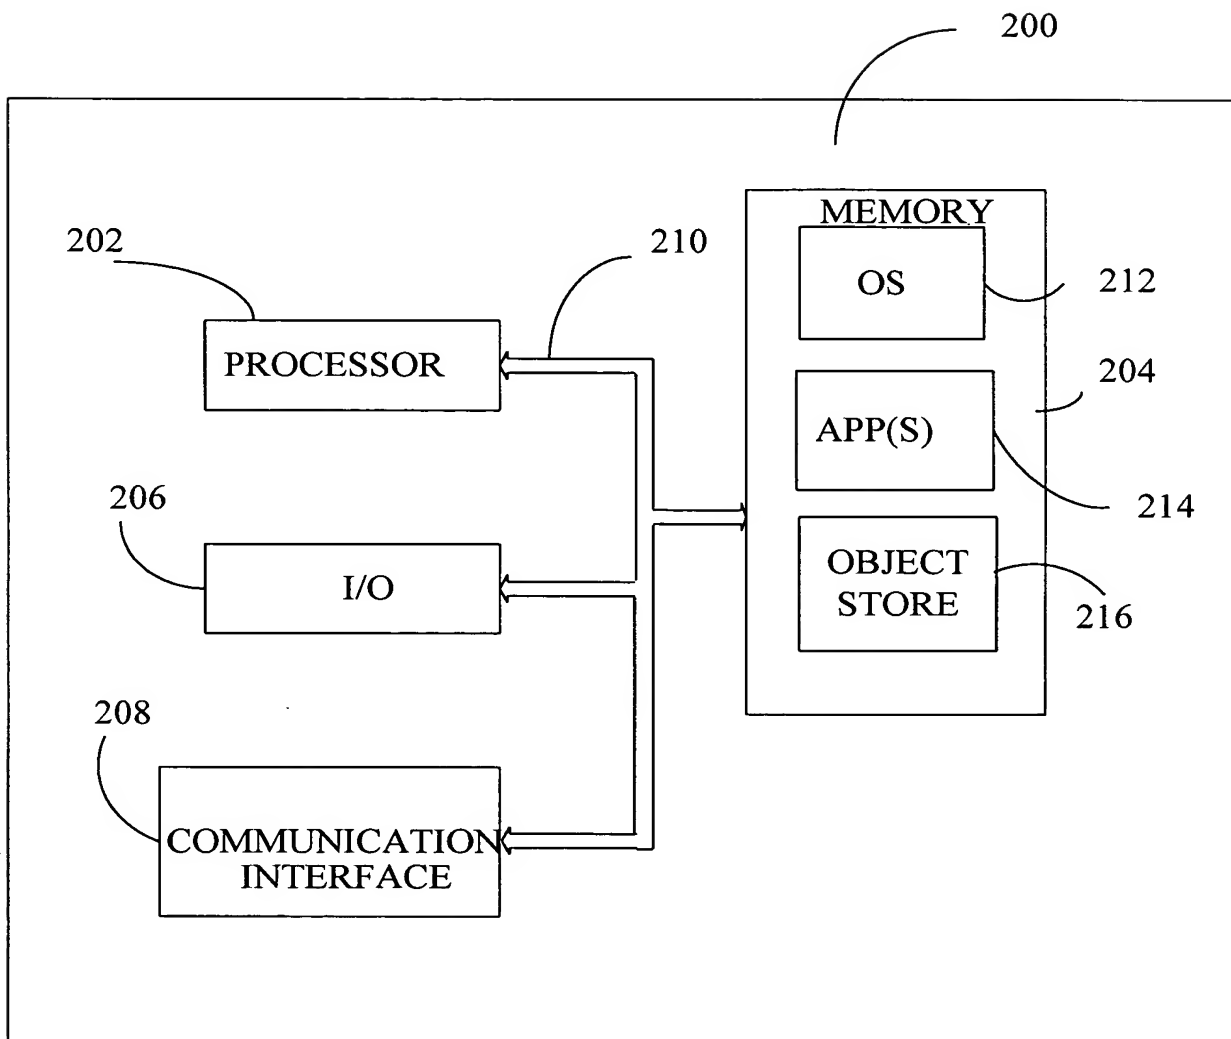 200
MEMORY
202
210
OS
212
PROCESSOR
204
APP(S)
206
214
I/O
OBJECT
STORE
216
208
COMMUNICATION
INTERFACE